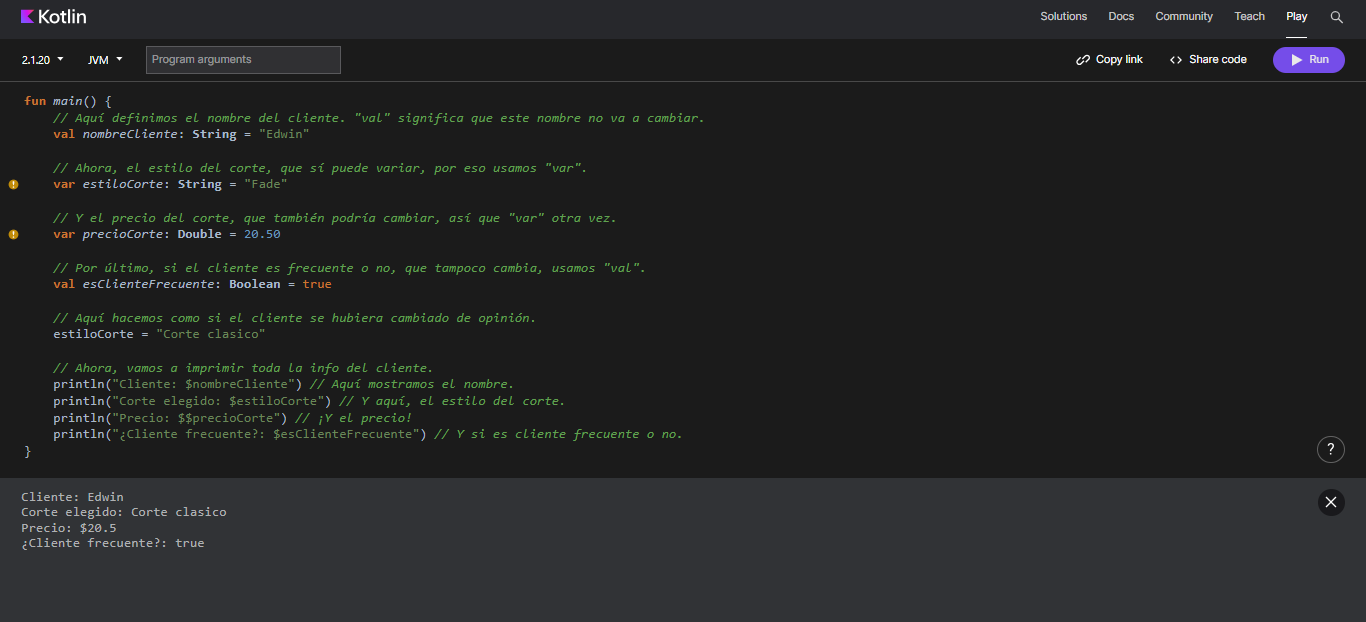 Kotlin
Solutions Docs Community Teach Play
2.1.20 JVM Program arguments Copy link Share code Run
fun main() {
// Aquí definimos el nombre del cliente. "val" significa que este nombre no va a cambiar.
val nombreCliente: String = "Edwin"
// Ahora, el estilo del corte, que sí puede variar, por eso usamos "var".
var estiloCorte: String = "Fade"
// Y el precio del corte, que también podría cambiar, así que "var" otra vez.
var precioCorte: Double = 20.50
// Por último, si el cliente es frecuente o no, que tampoco cambia, usamos "val".
val esClienteFrecuente: Boolean = true
// Aquí hacemos como si el cliente se hubiera cambiado de opinión.
estiloCorte = "Corte clasico"
// Ahora, vamos a imprimir toda la info del cliente.
println("Cliente: $nombreCliente") // Aquí mostramos el nombre.
println("Corte elegido: $estiloCorte") // Y aquí, el estilo del corte.
println("Precio: $$precioCorte") // ¡Y el precio!
println("¿Cliente frecuente?: $esClienteFrecuente") // Y si es cliente frecuente o no.
}
?
Cliente: Edwin
Corte elegido: Corte clasico
Precio: $20.5
¿Cliente frecuente?: true